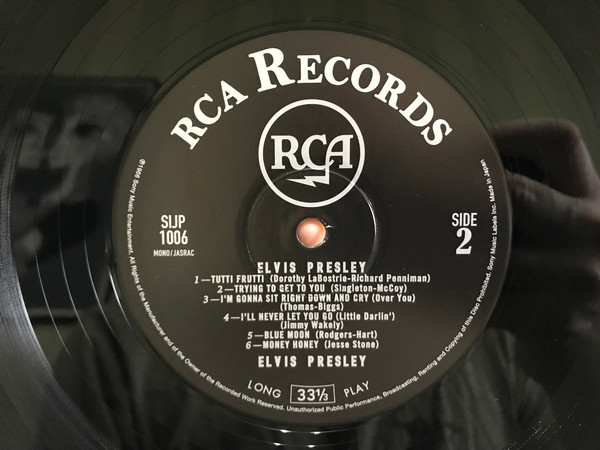 RCA RECORDS
RCA
SIJP
1006
MONO/JASRAC
SIDE
2
ELVIS PRESLEY
1—TUTTI FRUTTI (Dorothy LaBostrie-Richard Penniman)
2—TRYING TO GET TO YOU (Singleton-McCoy)
3—I'M GONNA SIT RIGHT DOWN AND CRY (Over You)
(Thomas-Biggs)
4—I'LL NEVER LET YOU GO (Little Darlin')
(Jimmy Wakely)
5—BLUE MOON (Rodgers-Hart)
6—MONEY HONEY (Jesse Stone)
ELVIS PRESLEY
LONG 33⅓ PLAY
Sony Music Entertainment. All Rights of the Manufacturer and of the Owner of the Recorded Work Reserved. Unauthorized Public Performance, Broadcasting, Renting and Copying of this Disc Prohibited. Sony Music Labels Inc. Made in Japan.